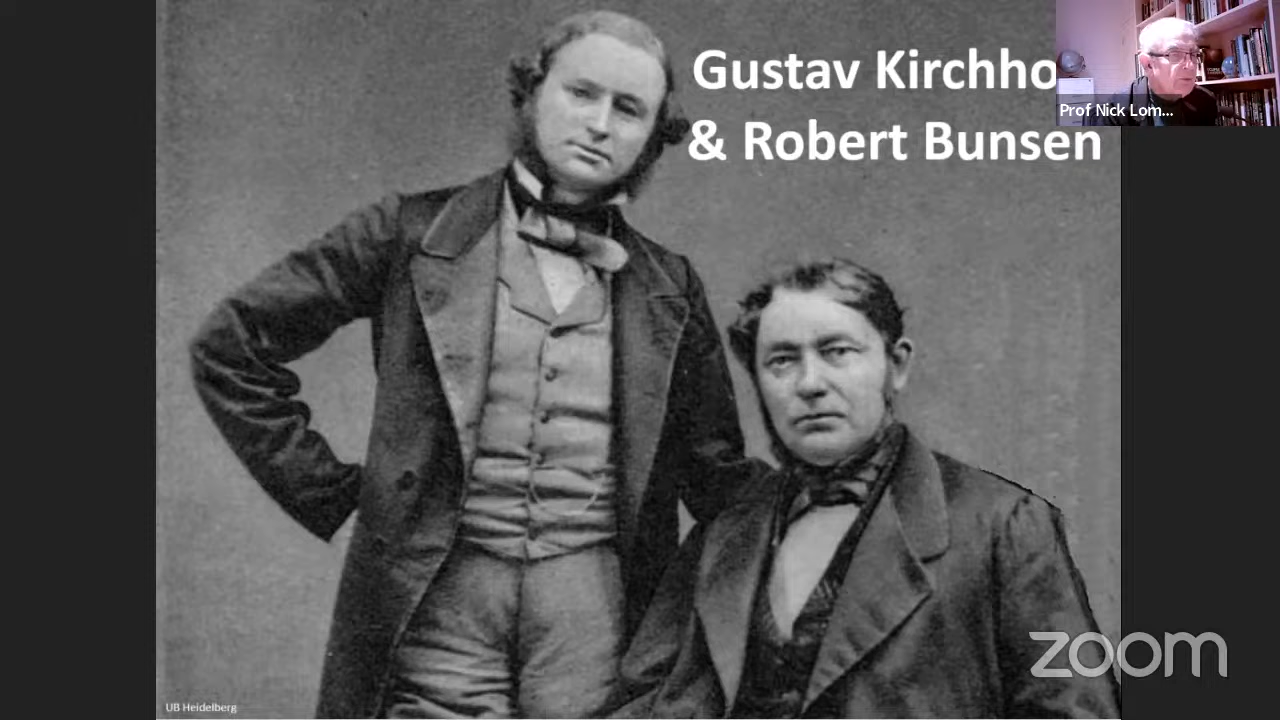 Gustav Kirchho
& Robert Bunsen
Prof Nick Lom...
zoom
UB Heidelberg